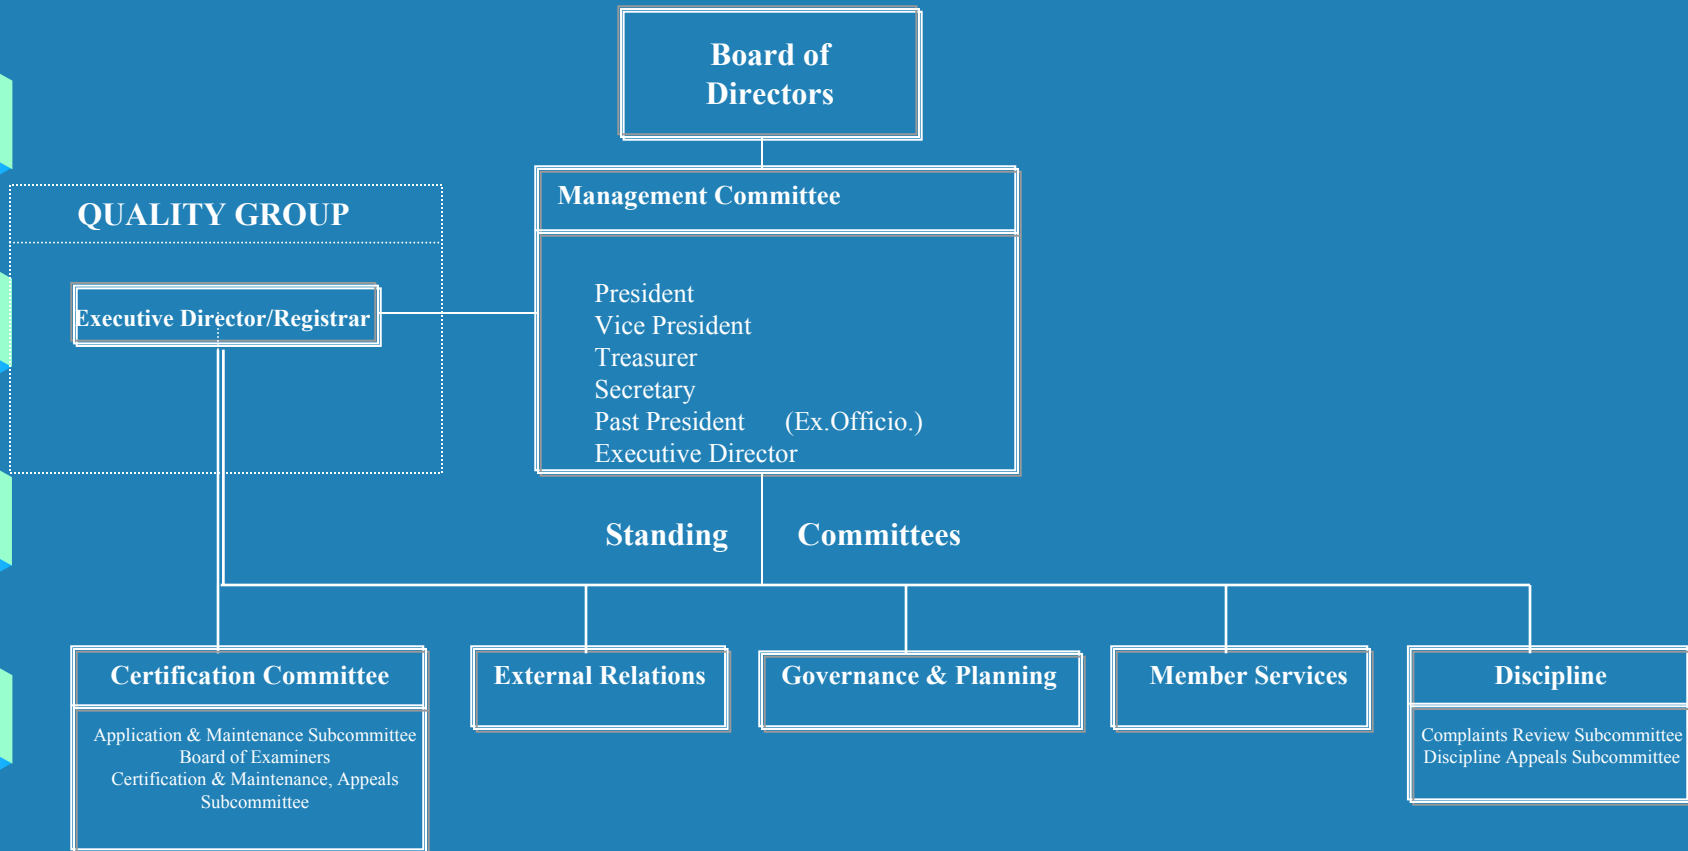 Board of
Directors
Management Committee
QUALITY GROUP
Executive Director/Registrar
President
Vice President
Treasurer
Secretary
Past President (Ex.Officio.)
Executive Director
Standing Committees
Certification Committee
Application & Maintenance Subcommittee
Board of Examiners
Certification & Maintenance, Appeals
Subcommittee
External Relations
Governance & Planning
Member Services
Discipline
Complaints Review Subcommittee
Discipline Appeals Subcommittee